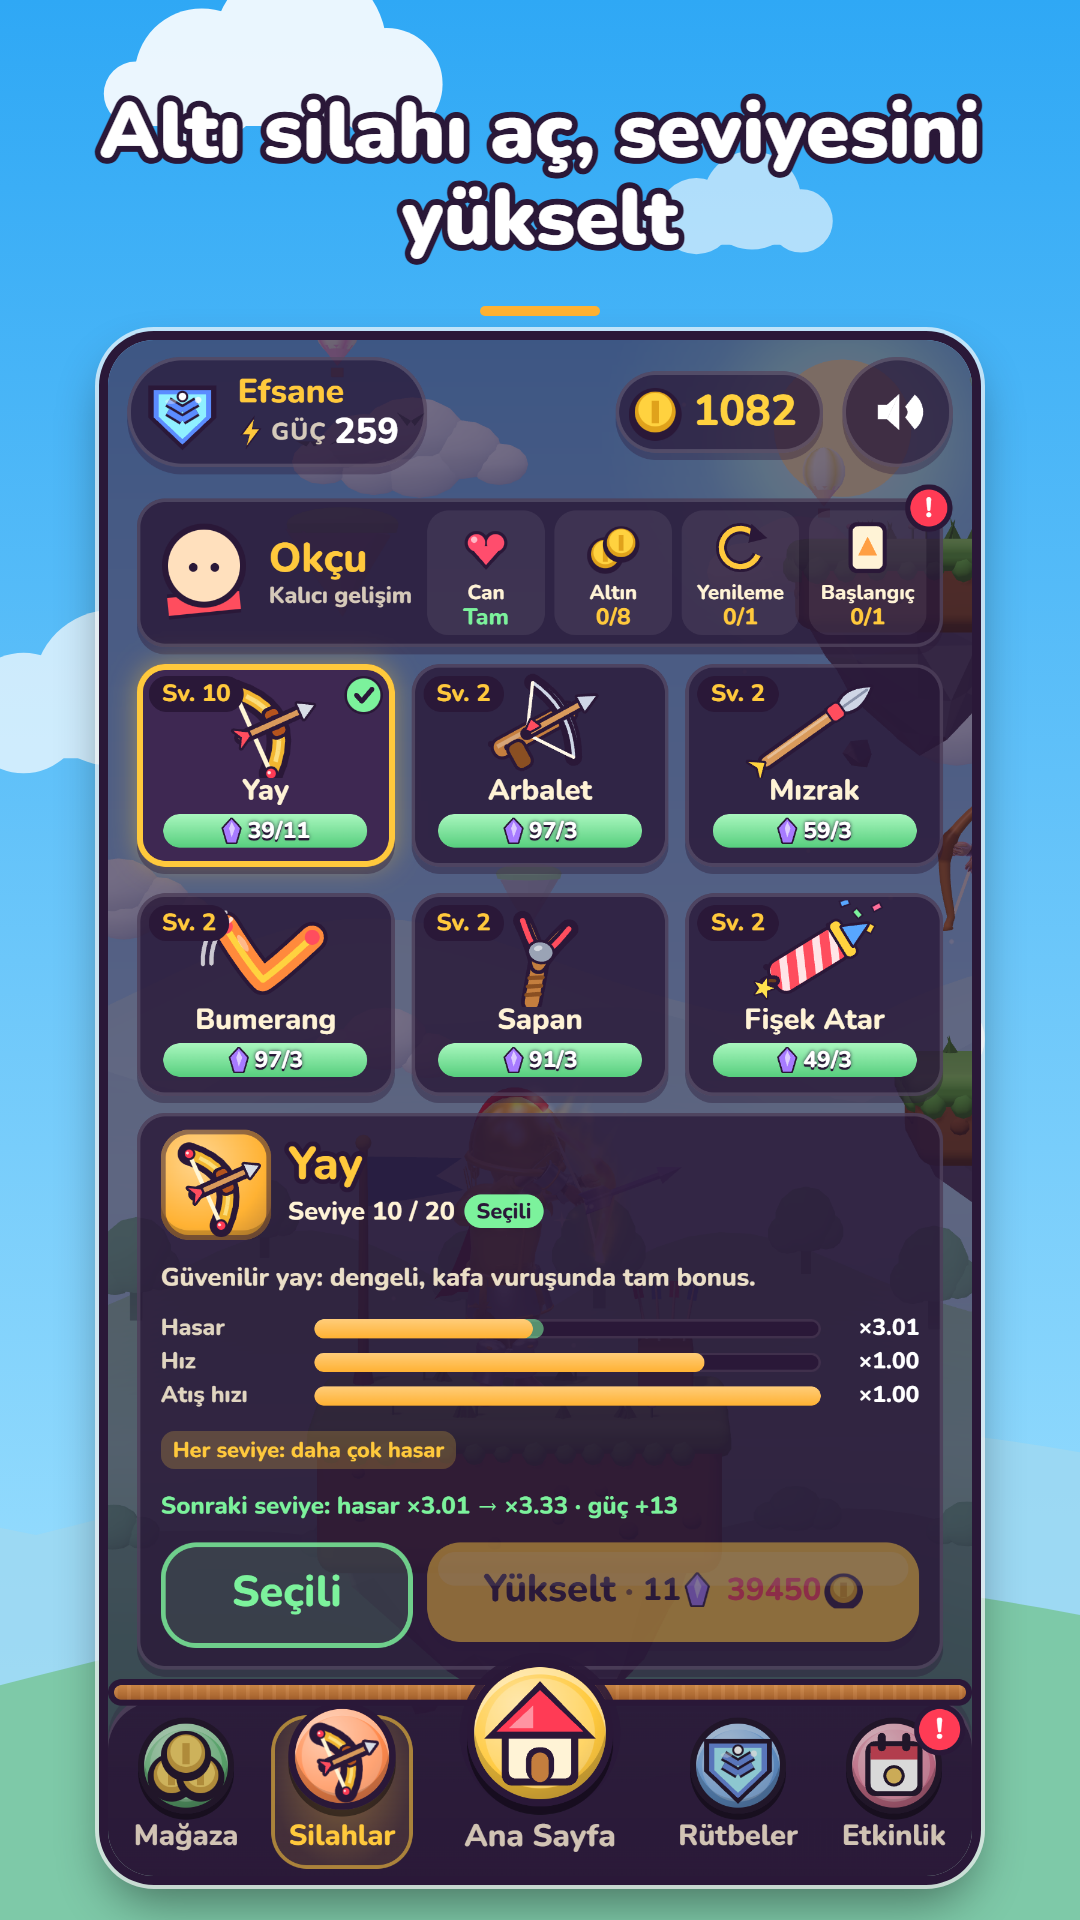 Altı silahı aç, seviyesini
yükselt
Efsane
GÜÇ 259
1082
!
Okçu
Kalıcı gelişim
Can
Tam
Altın
0/8
Yenileme
0/1
Başlangıç
0/1
Sv. 10
Yay
39/11
Sv. 2
Arbalet
97/3
Sv. 2
Mızrak
59/3
Sv. 2
Bumerang
97/3
Sv. 2
Sapan
91/3
Sv. 2
Fişek Atar
49/3
Yay
Seviye 10 / 20 Seçili
Güvenilir yay: dengeli, kafa vuruşunda tam bonus.
Hasar ×3.01
Hız ×1.00
Atış hızı ×1.00
Her seviye: daha çok hasar
Sonraki seviye: hasar ×3.01 → ×3.33 · güç +13
Seçili
Yükselt · 11 39450
!
Mağaza
Silahlar
Ana Sayfa
Rütbeler
Etkinlik